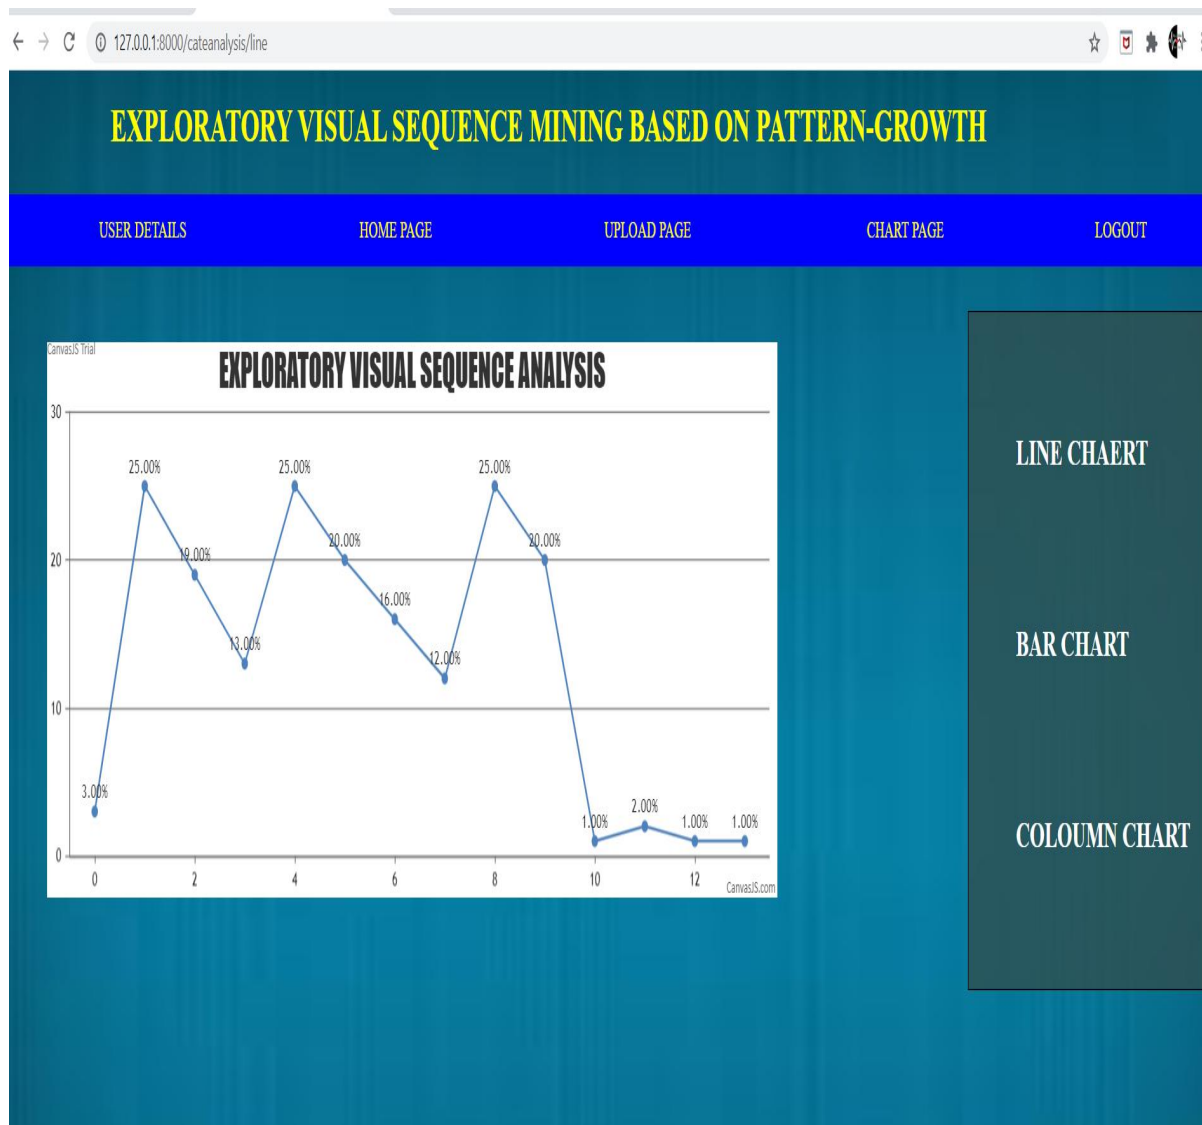 127.0.0.1:8000/cateanalysis/line
EXPLORATORY VISUAL SEQUENCE MINING BASED ON PATTERN-GROWTH
USER DETAILS HOME PAGE UPLOAD PAGE CHART PAGE LOGOUT
CanvasJS Trial
EXPLORATORY VISUAL SEQUENCE ANALYSIS
30
25.00% 25.00% 25.00%
20 19.00% 20.00% 20.00%
16.00%
13.00% 12.00%
10
3.00% 1.00% 2.00% 1.00% 1.00%
0
0 2 4 6 8 10 12
CanvasJS.com
LINE CHAERT
BAR CHART
COLOUMN CHART